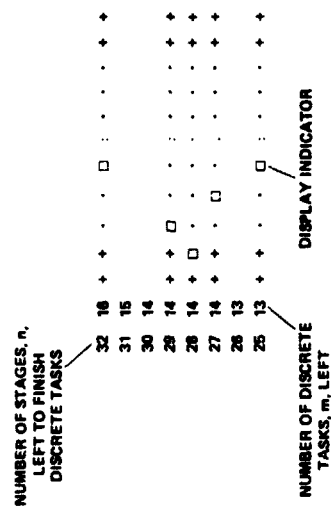 NUMBER OF STAGES, n,
LEFT TO FINISH
DISCRETE TASKS
32 16
31 15
30 14
29 14
28 14
27 14
26 13
25 13
NUMBER OF DISCRETE
TASKS, m, LEFT
DISPLAY INDICATOR